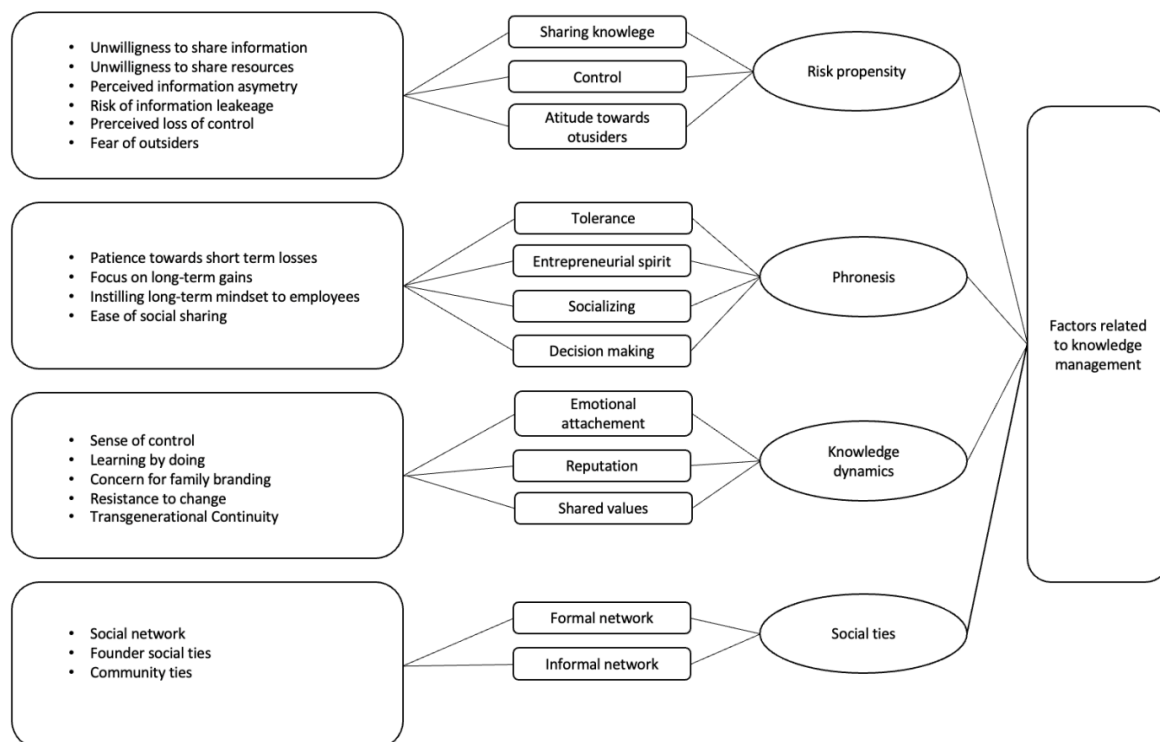 • Unwilligness to share information
• Unwilligness to share resources
• Perceived information asymetry
• Risk of information leakeage
• Prerceived loss of control
• Fear of outsiders
Sharing knowlege
Control
Atitude towards
otusiders
Risk propensity
• Patience towards short term losses
• Focus on long-term gains
• Instilling long-term mindset to employees
• Ease of social sharing
Tolerance
Entrepreneurial spirit
Socializing
Decision making
Phronesis
• Sense of control
• Learning by doing
• Concern for family branding
• Resistance to change
• Transgenerational Continuity
Emotional
attachement
Reputation
Shared values
Knowledge
dynamics
• Social network
• Founder social ties
• Community ties
Formal network
Informal network
Social ties
Factors related
to knowledge
management